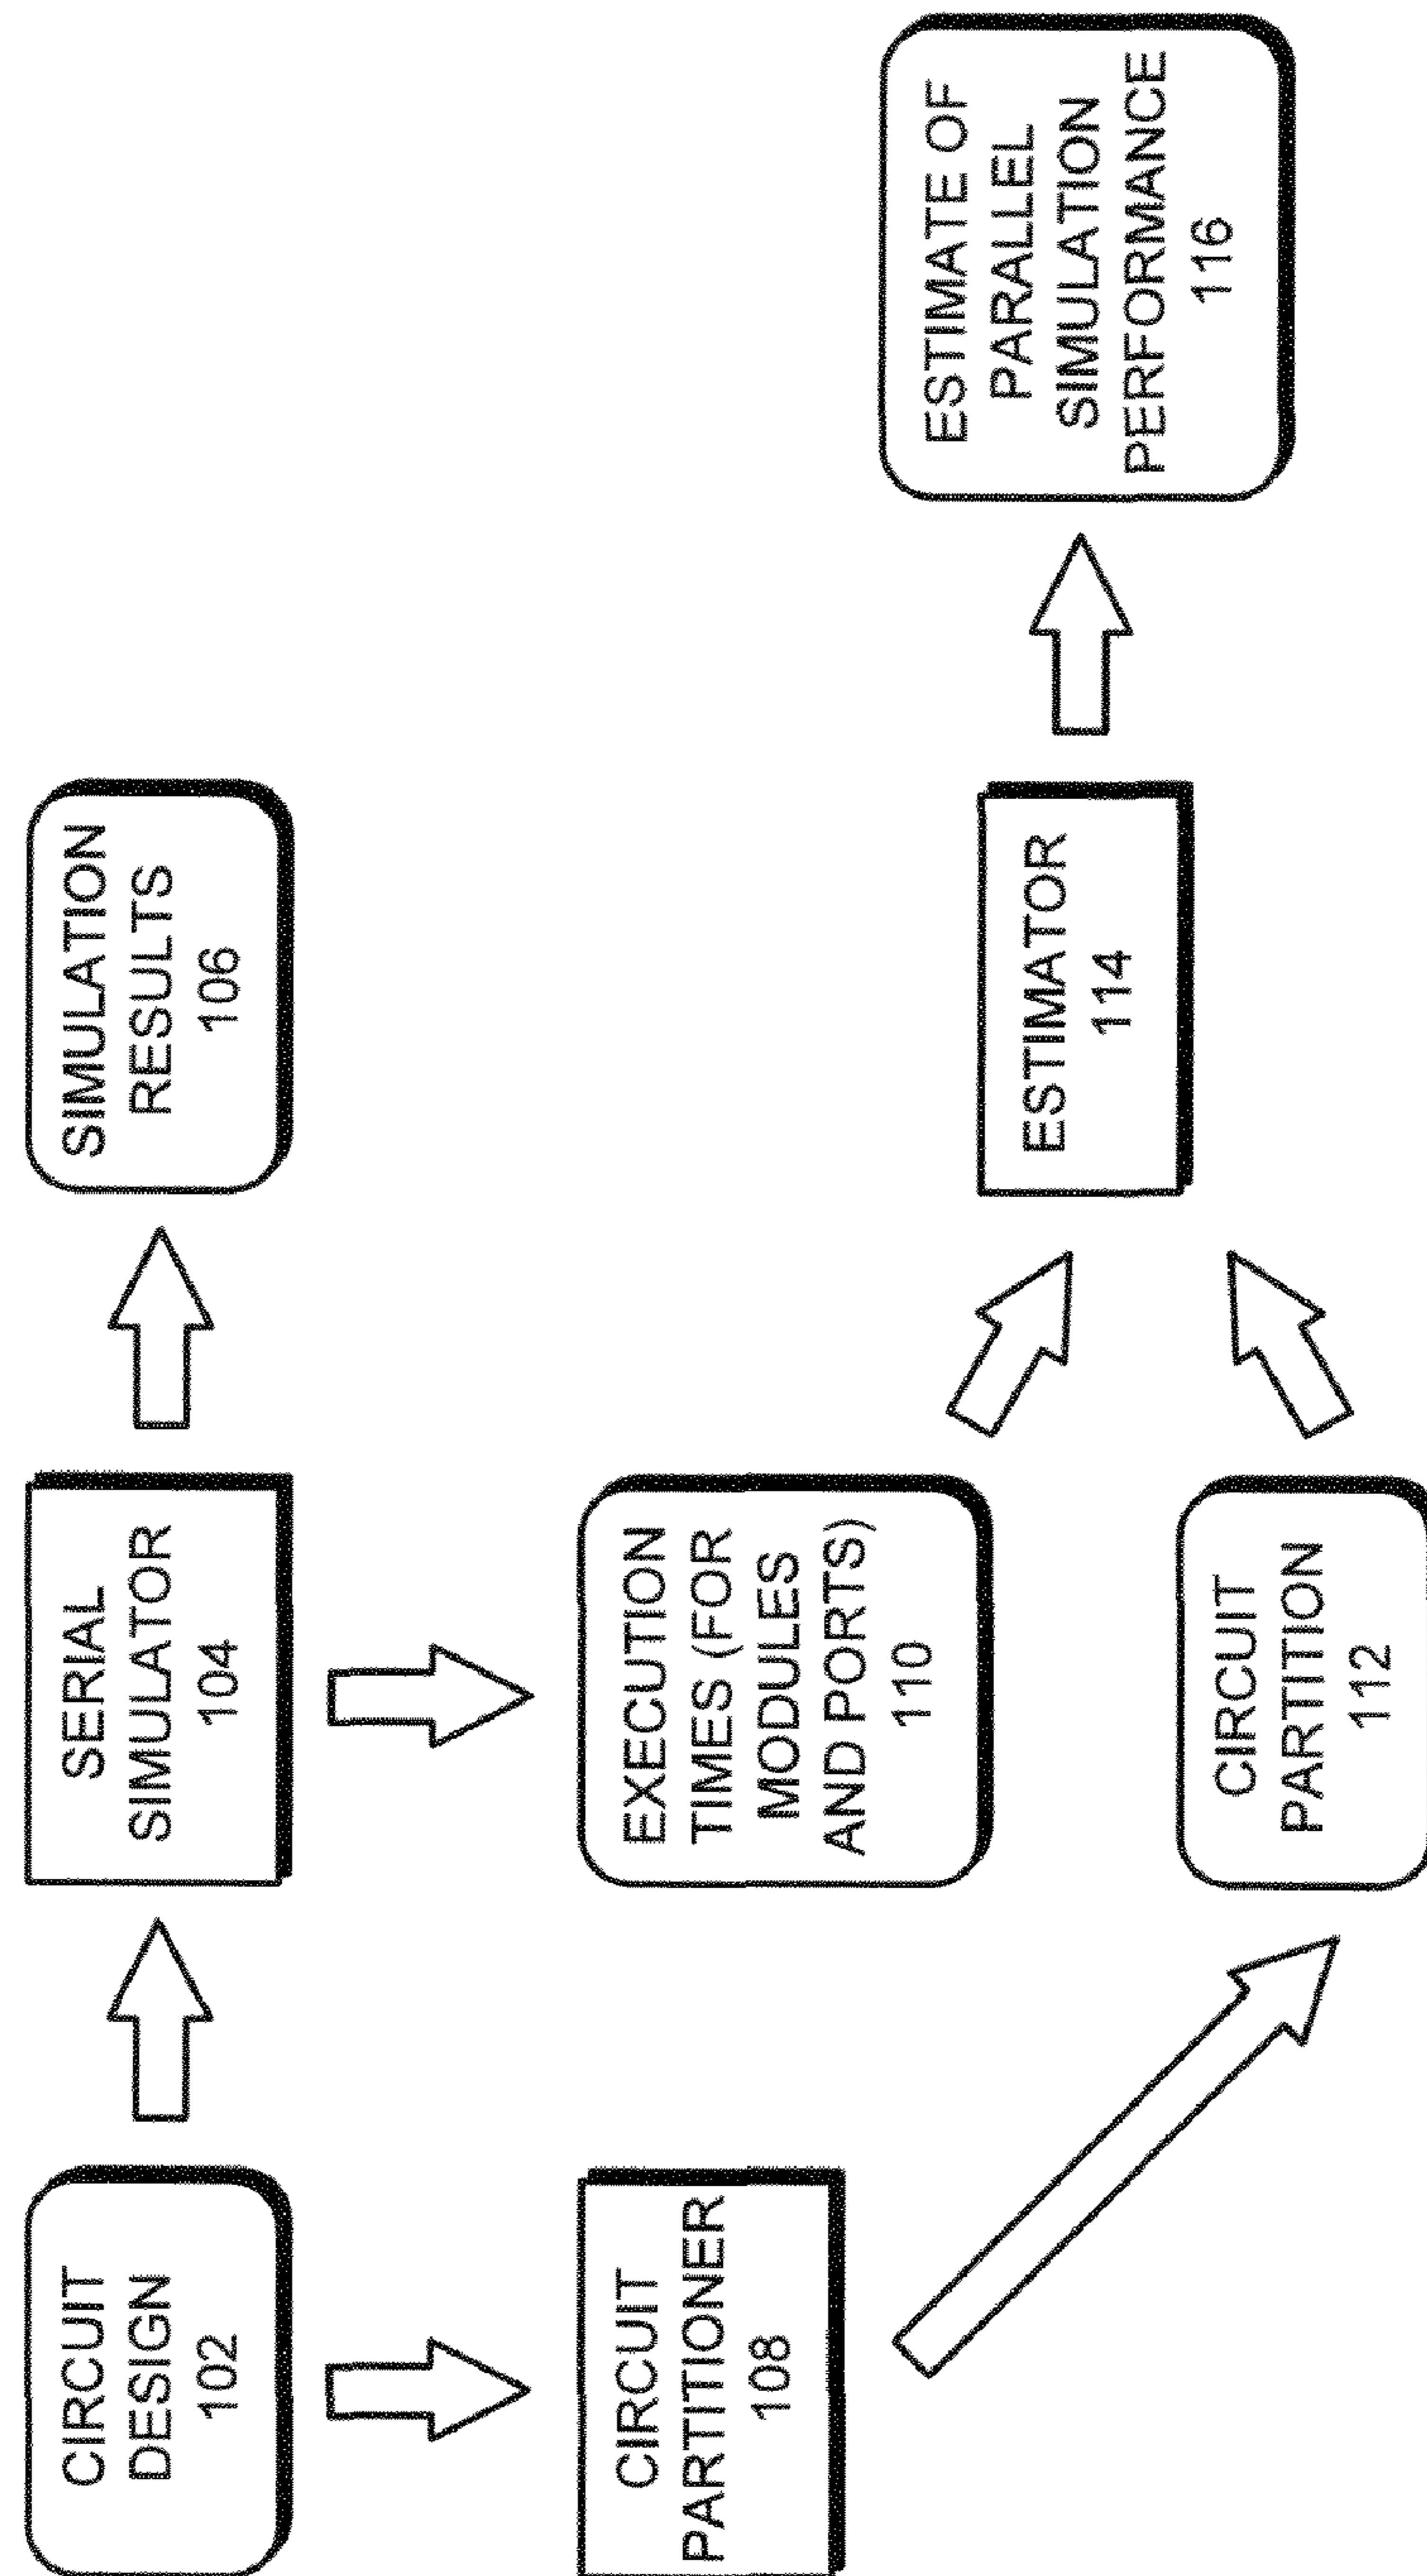 CIRCUIT
DESIGN
102
SERIAL
SIMULATOR
104
SIMULATION
RESULTS
106
CIRCUIT
PARTITIONER
108
EXECUTION
TIMES (FOR
MODULES
AND PORTS)
110
CIRCUIT
PARTITION
112
ESTIMATOR
114
ESTIMATE OF
PARALLEL
SIMULATION
PERFORMANCE
116